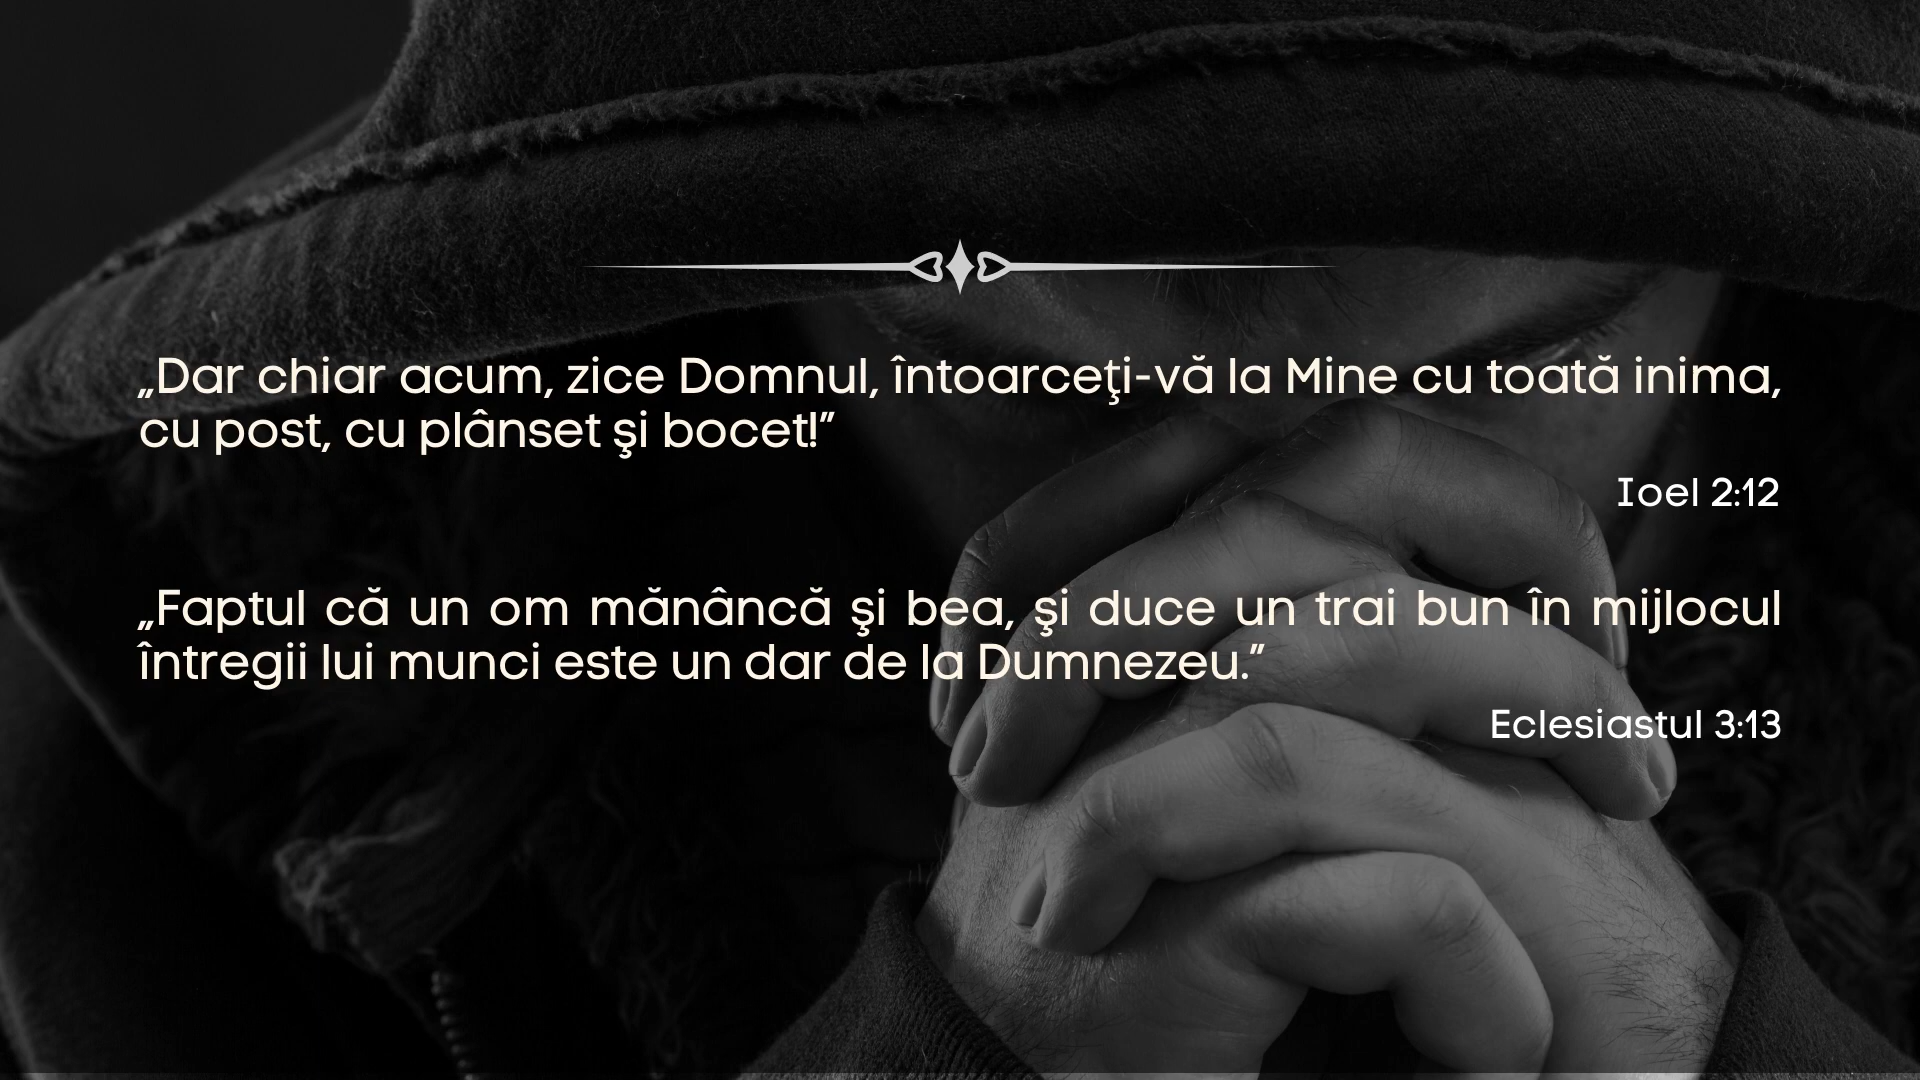 „Dar chiar acum, zice Domnul, întoarceţi-vă la Mine cu toată inima,
cu post, cu plânset şi bocet!”
Ioel 2:12
„Faptul că un om mănâncă şi bea, şi duce un trai bun în mijlocul
întregii lui munci este un dar de la Dumnezeu.”
Eclesiastul 3:13